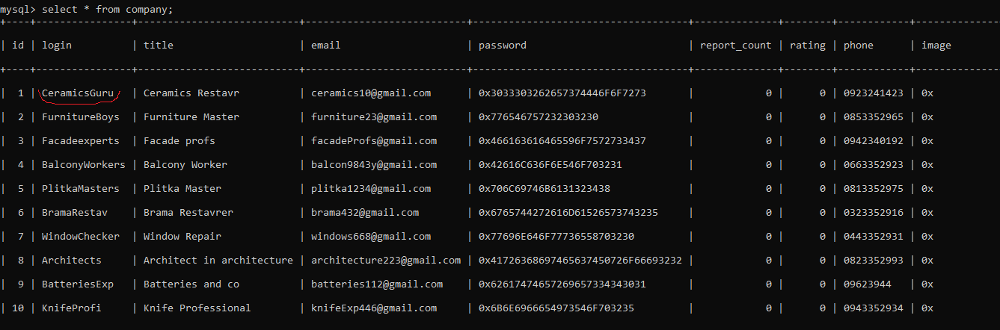 mysql> select * from company;
| id | login | title | email | password | report_count | rating | phone | image
| 1 | CeramicsGuru | Ceramics Restavr | ceramics10@gmail.com | 0x3033303262657374446F6F7273 | 0 | 0 | 0923241423 | 0x
| 2 | FurnitureBoys | Furniture Master | furniture23@gmail.com | 0x776546757232303230 | 0 | 0 | 0853352965 | 0x
| 3 | Facadeexperts | Facade profs | facadeProfs@gmail.com | 0x466163616465596F7572733437 | 0 | 0 | 0942340192 | 0x
| 4 | BalconyWorkers | Balcony Worker | balcon9843y@gmail.com | 0x42616C636F6E546F703231 | 0 | 0 | 0663352923 | 0x
| 5 | PlitkaMasters | Plitka Master | plitka1234@gmail.com | 0x706C69746B6131323438 | 0 | 0 | 0813352975 | 0x
| 6 | BramaRestav | Brama Restavrer | brama432@gmail.com | 0x6765744272616D61526573743235 | 0 | 0 | 0323352916 | 0x
| 7 | WindowChecker | Window Repair | windows668@gmail.com | 0x77696E646F77736558703230 | 0 | 0 | 0443352931 | 0x
| 8 | Architects | Architect in architecture | architecture223@gmail.com | 0x41726368697465637450726F66693232 | 0 | 0 | 0823352993 | 0x
| 9 | BatteriesExp | Batteries and co | batteries112@gmail.com | 0x62617474657269657334343031 | 0 | 0 | 09623944 | 0x
| 10 | KnifeProfi | Knife Professional | knifeExp446@gmail.com | 0x6B6E6966654973546F703235 | 0 | 0 | 0943352934 | 0x